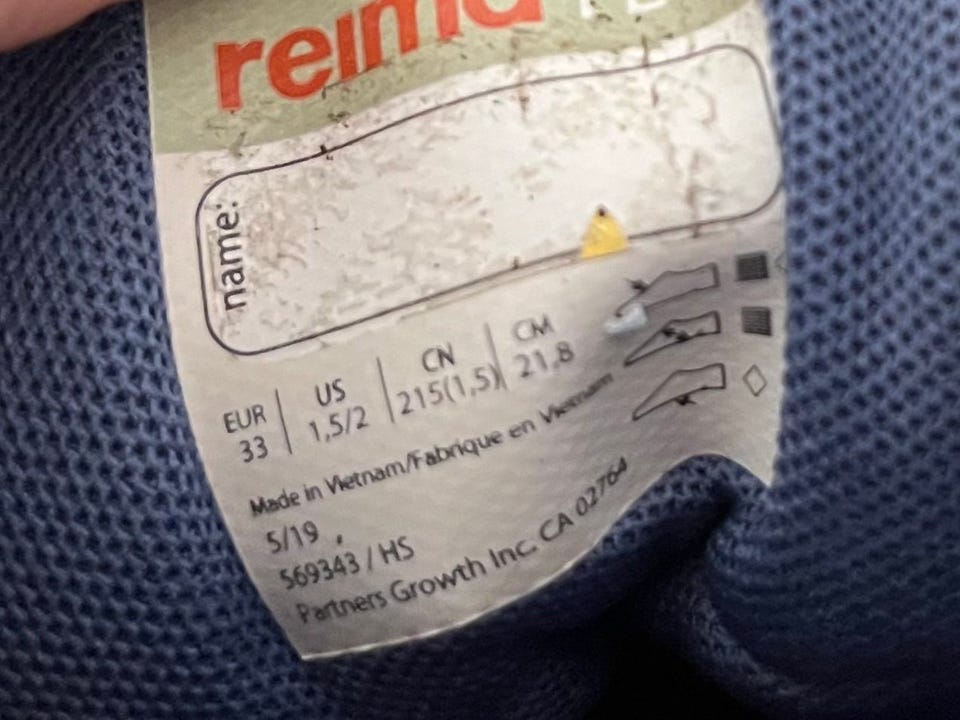 reima
name:
EUR US CN CM
33 1,5/2 215(1,5) 21,8
Made in Vietnam/Fabrique en Vietnam
5/19
569343 / HS
Partners Growth Inc. CA 02764